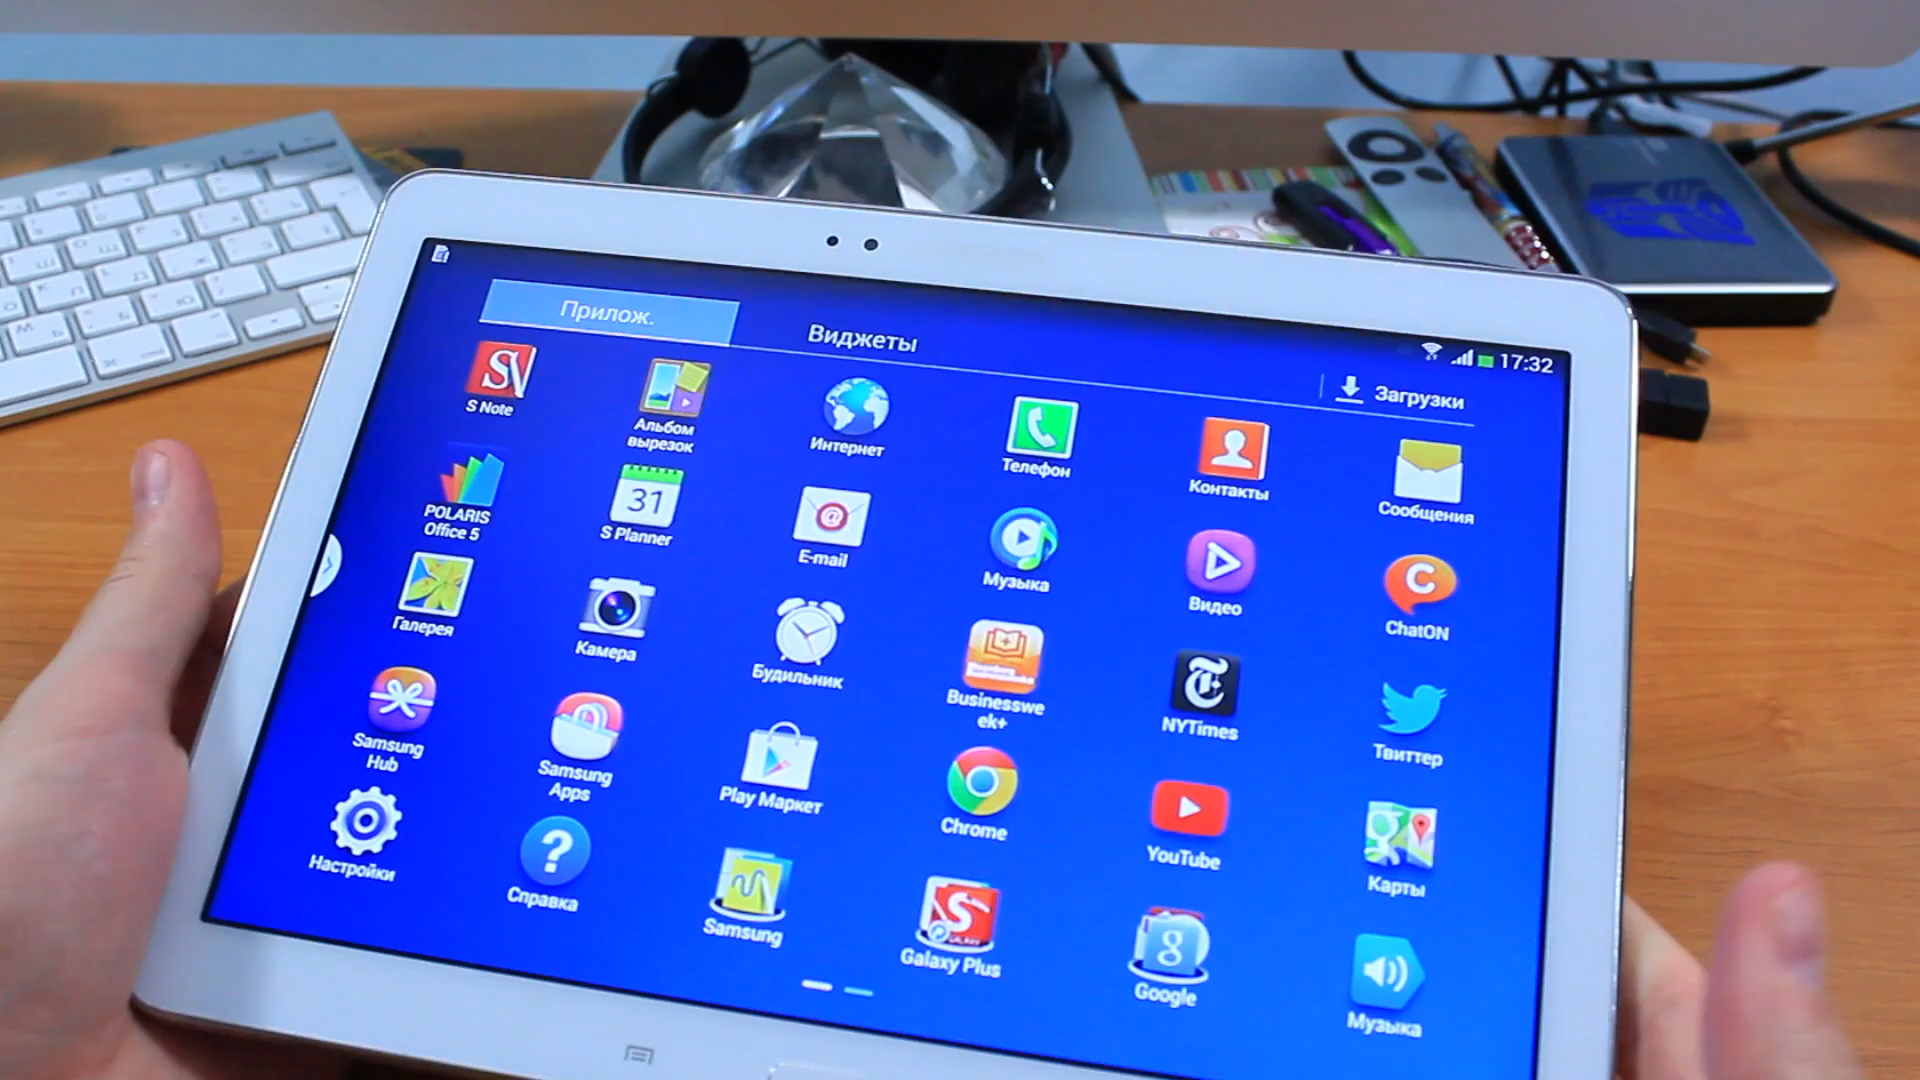 Прилож.
Виджеты
17:32
Загрузки
S Note
Альбом
вырезок
Интернет
Телефон
Контакты
Сообщения
POLARIS
Office 5
31
S Planner
E-mail
Музыка
Видео
C
ChatON
Галерея
Камера
Будильник
Businesswe
ek+
NYTimes
Твиттер
Samsung
Hub
Samsung
Apps
Play Маркет
Chrome
YouTube
Карты
Настройки
?
Справка
Samsung
Galaxy Plus
g
Google
Музыка